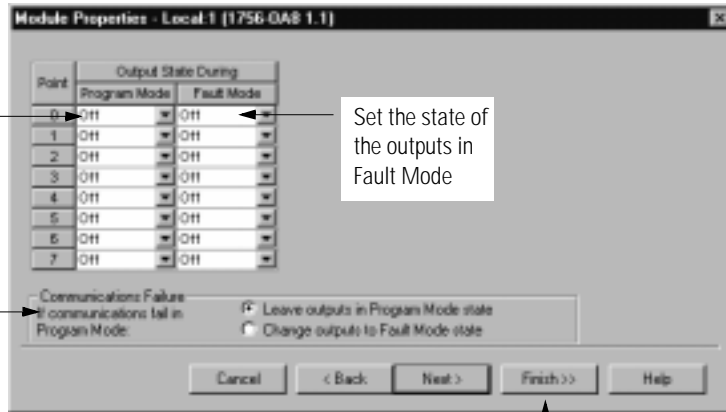 Module Properties - Local:1 (1756-OA8 1.1)
Point Output State During
Program Mode Fault Mode
0 Off Off
1 Off Off
2 Off Off
3 Off Off
4 Off Off
5 Off Off
6 Off Off
7 Off Off
Set the state of
the outputs in
Fault Mode
Communications Failure
If communications fail in
Program Mode:
Leave outputs in Program Mode state
Change outputs to Fault Mode state
Cancel < Back Next > Finish >> Help